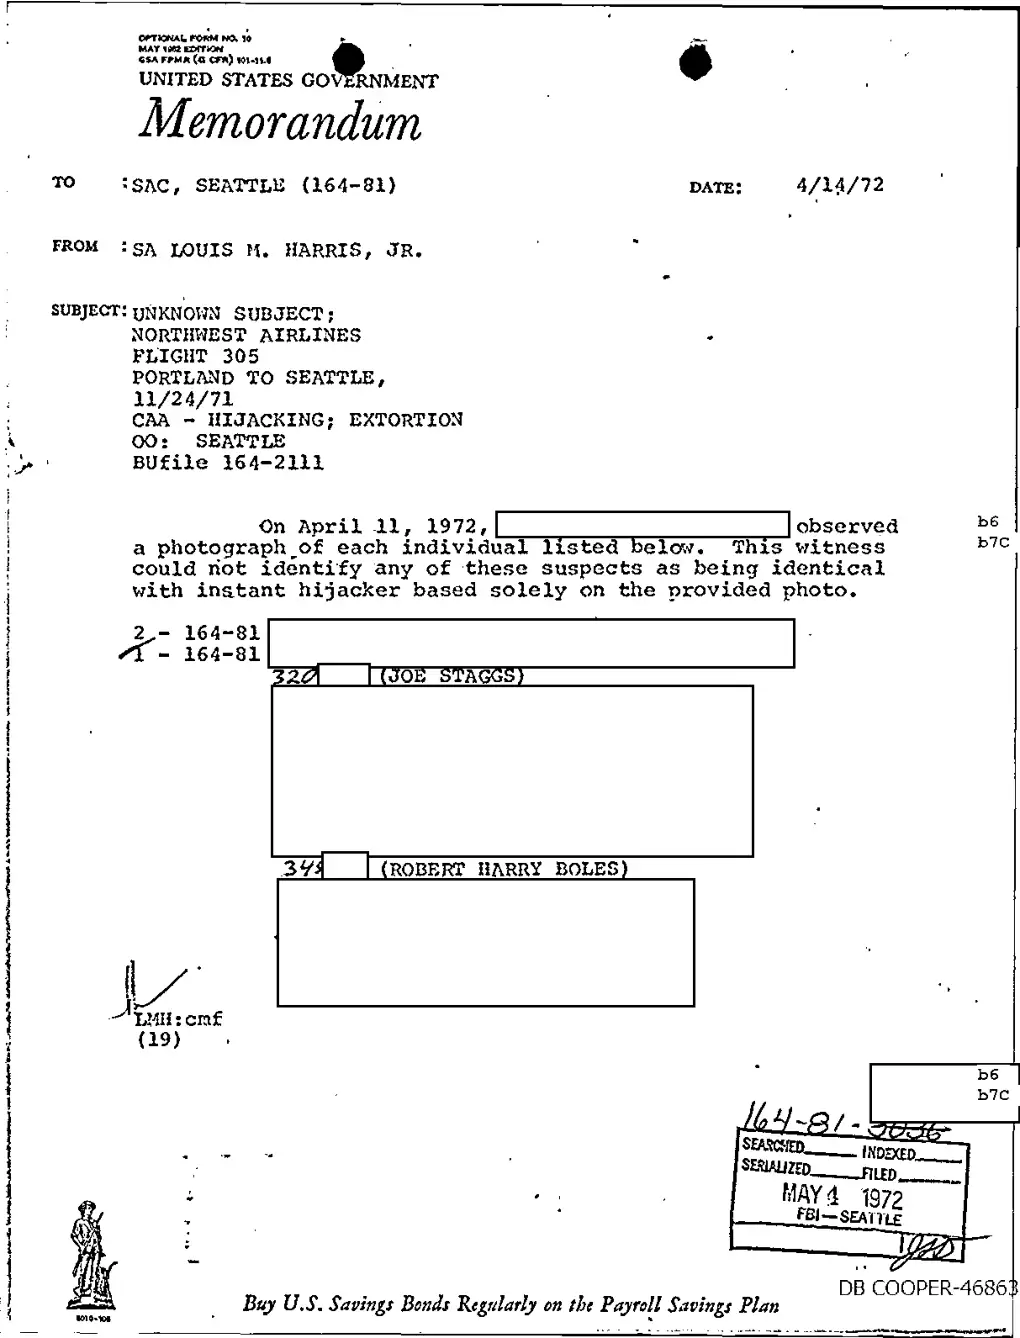 OPTIONAL FORM NO. 10
MAY 1962 EDITION
GSA FPMR (41 CFR) 101-11.6
UNITED STATES GOVERNMENT
Memorandum
TO : SAC, SEATTLE (164-81) DATE: 4/14/72
FROM : SA LOUIS M. HARRIS, JR.
SUBJECT: UNKNOWN SUBJECT;
NORTHWEST AIRLINES
FLIGHT 305
PORTLAND TO SEATTLE,
11/24/71
CAA - HIJACKING; EXTORTION
OO: SEATTLE
BUfile 164-2111
On April 11, 1972, observed b6
a photograph of each individual listed below. This witness b7C
could not identify any of these suspects as being identical
with instant hijacker based solely on the provided photo.
2 - 164-81
1 - 164-81
320 (JOE STAGGS)
348 (ROBERT HARRY BOLES)
LMH:cmf
(19)
b6
b7C
164-81-3036
SEARCHED INDEXED
SERIALIZED FILED
MAY 4 1972
FBI—SEATTLE
DB COOPER-46863
5010-108
Buy U.S. Savings Bonds Regularly on the Payroll Savings Plan